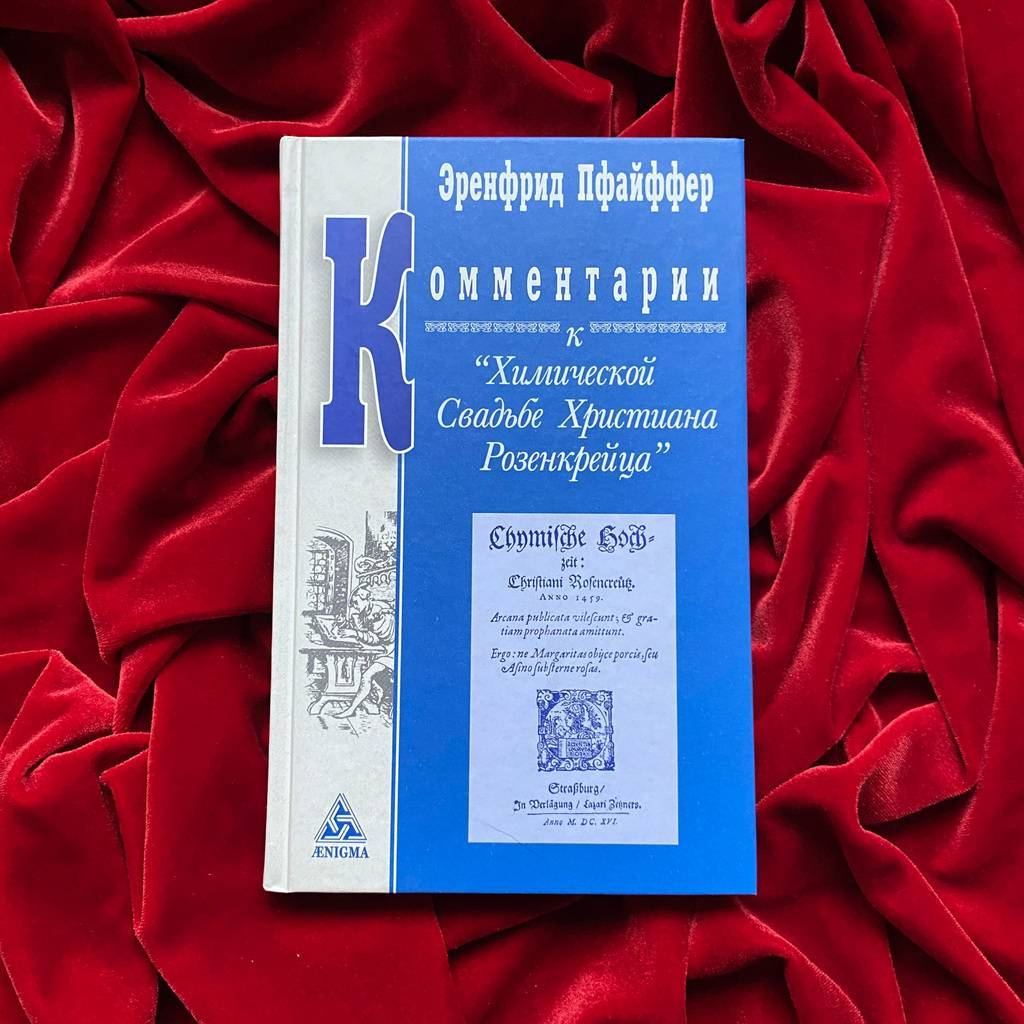 Эренфрид Пфайффер
Комментарии
к
“Химической
Свадьбе Христиана
Розенкрейца”
Chymiſche Hoch-
zeit:
Chriſtiani Roſencreütz.
ANNO 1459.
Arcana publicata vileſcunt; & gra-
tiam prophanata amittunt.
Ergo: ne Margaritas obijce porcis, ſeu
Aſino ſubſterne roſas.
Straßburg/
In Verlägung / Lazari Zetzners.
Anno M. DC. XVI.
ÆNIGMA